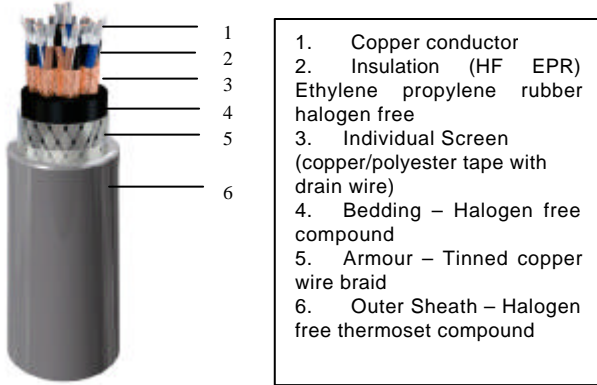 1
2
3
4
5
6
1. Copper conductor
2. Insulation (HF EPR)
Ethylene propylene rubber
halogen free
3. Individual Screen
(copper/polyester tape with
drain wire)
4. Bedding – Halogen free
compound
5. Armour – Tinned copper
wire braid
6. Outer Sheath – Halogen
free thermoset compound